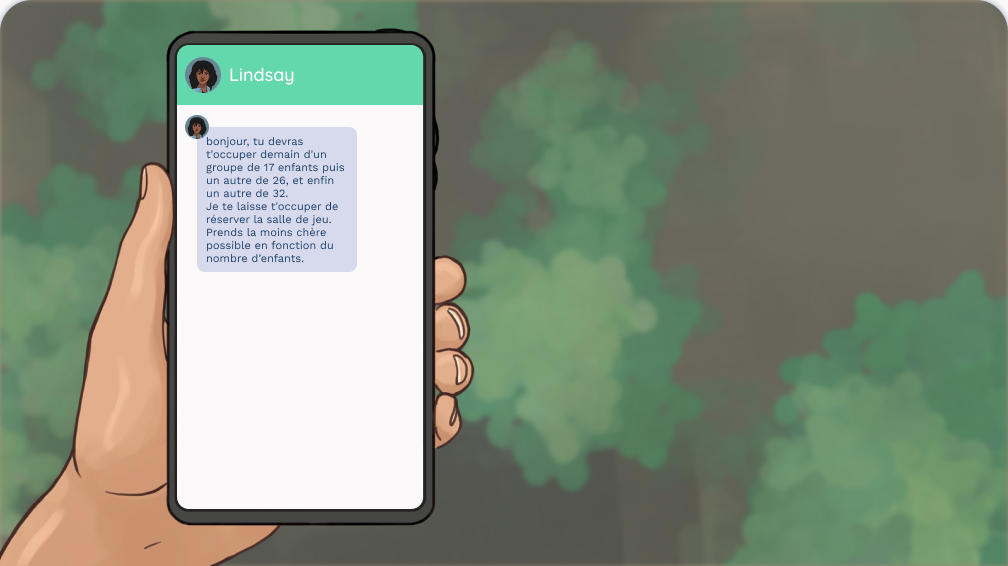 Lindsay
bonjour, tu devras
t'occuper demain d'un
groupe de 17 enfants puis
un autre de 26, et enfin
un autre de 32.
Je te laisse t'occuper de
réserver la salle de jeu.
Prends la moins chère
possible en fonction du
nombre d'enfants.